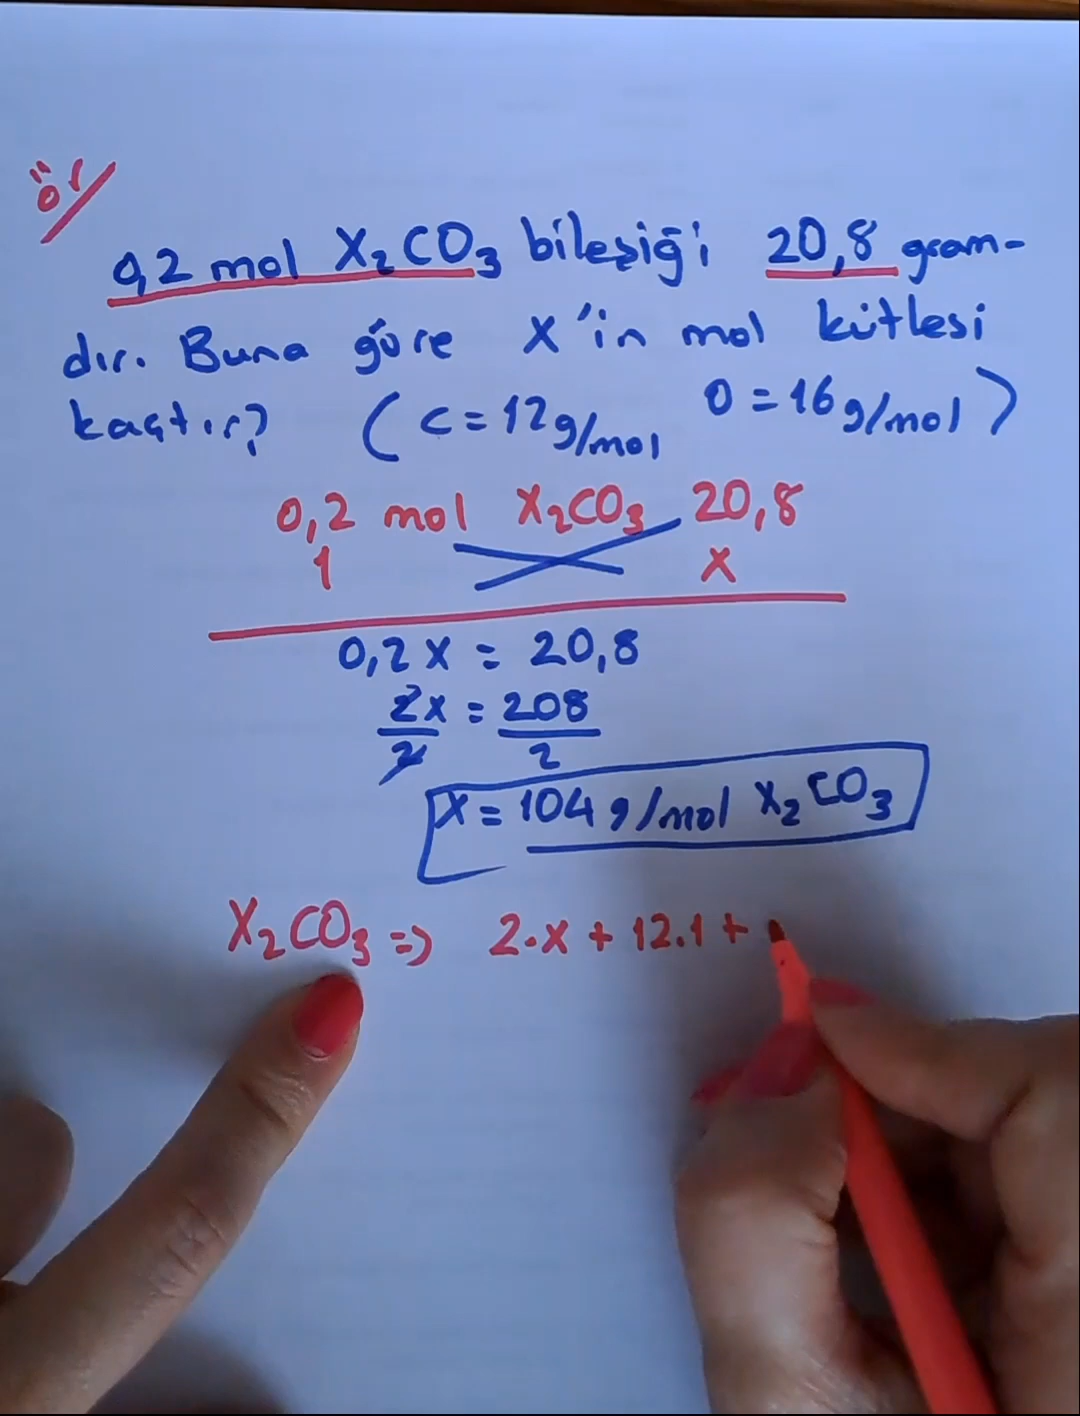 ör/
0,2 mol X₂CO₃ bileşiği 20,8 gram-
dır. Buna göre X'in mol kütlesi
kaçtır? (C=12g/mol O=16g/mol)
0,2 mol X₂CO₃ 20,8
1 X
0,2X = 20,8
2x/2 = 208/2
X=104g/mol X₂CO₃
X₂CO₃ => 2.X + 12.1 +